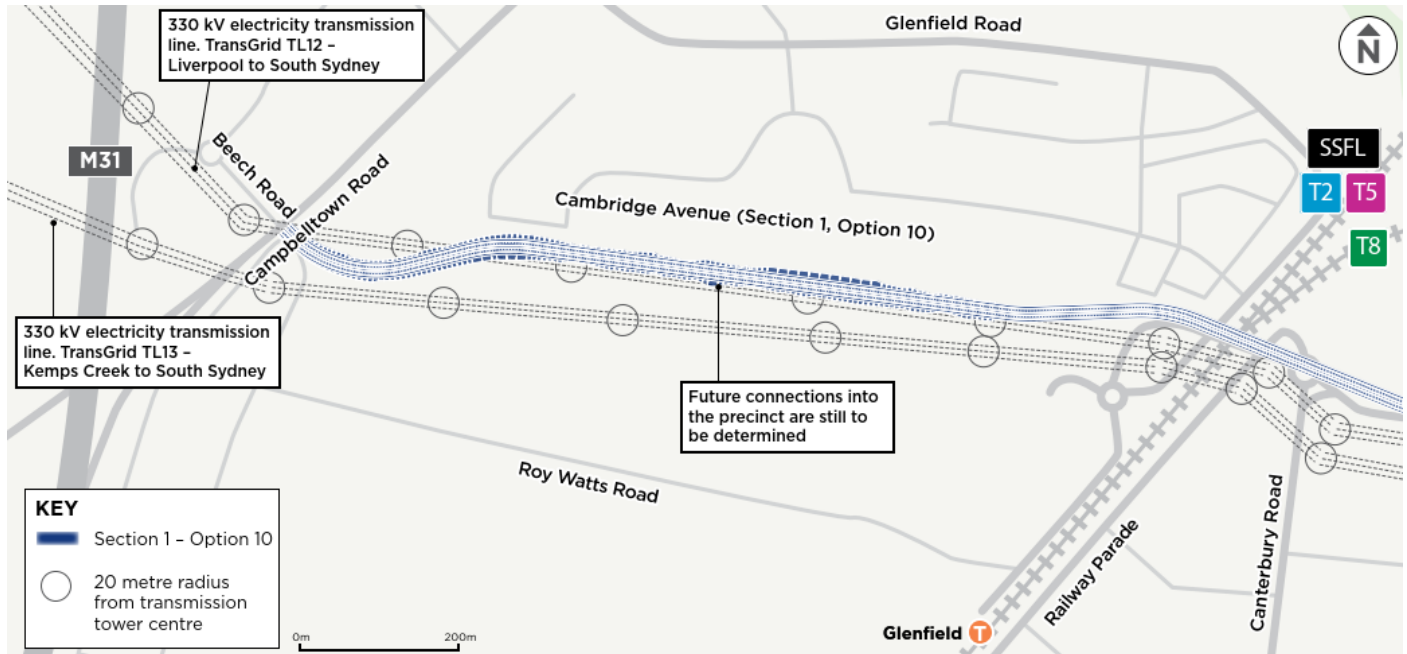 330 kV electricity transmission
line. TransGrid TL12 –
Liverpool to South Sydney
Glenfield Road
N
M31
Beech Road
Campbelltown Road
SSFL
T2
T5
T8
Cambridge Avenue (Section 1, Option 10)
330 kV electricity transmission
line. TransGrid TL13 –
Kemps Creek to South Sydney
Future connections into
the precinct are still to
be determined
Roy Watts Road
Railway Parade
Canterbury Road
KEY
Section 1 – Option 10
20 metre radius
from transmission
tower centre
0m
200m
Glenfield
T